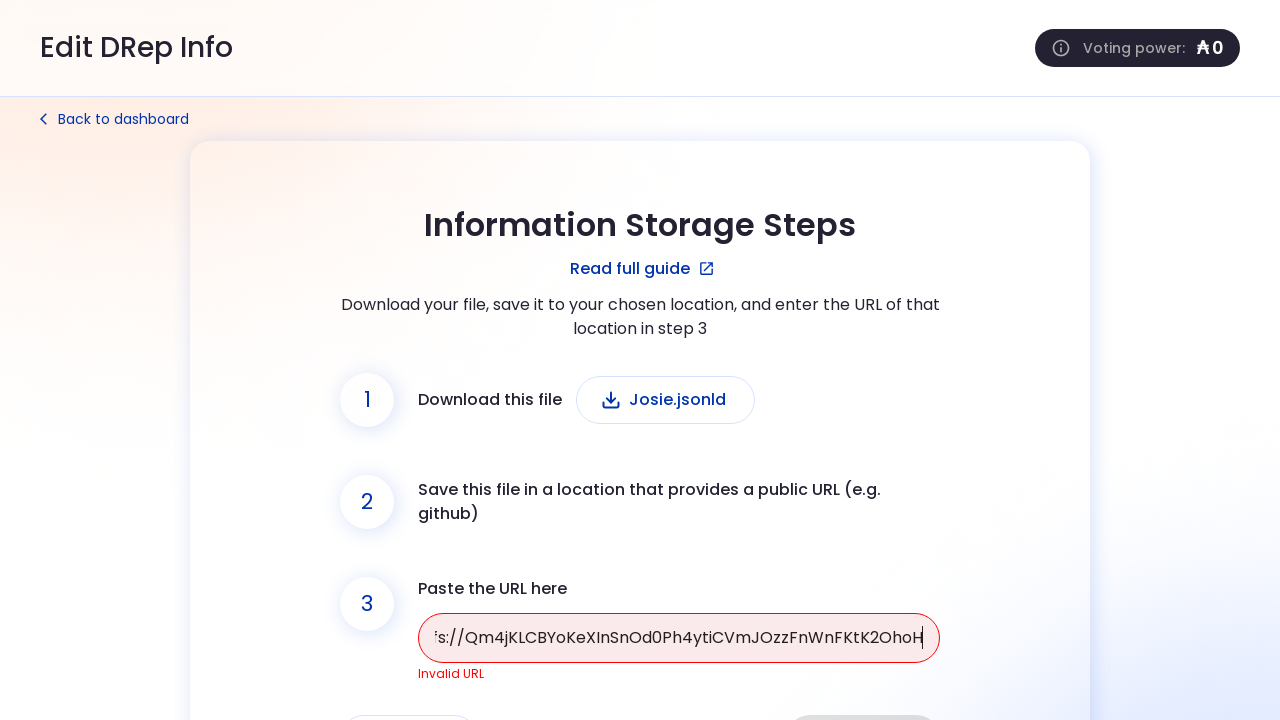 Edit DRep Info
Voting power: ₳0
Back to dashboard
Information Storage Steps
Read full guide
Download your file, save it to your chosen location, and enter the URL of that
location in step 3
1
Download this file
Josie.jsonld
2
Save this file in a location that provides a public URL (e.g.
github)
3
Paste the URL here
fs://Qm4jKLCBYoKeXInSnOd0Ph4ytiCVmJOzzFnWnFKtK2OhoH
Invalid URL